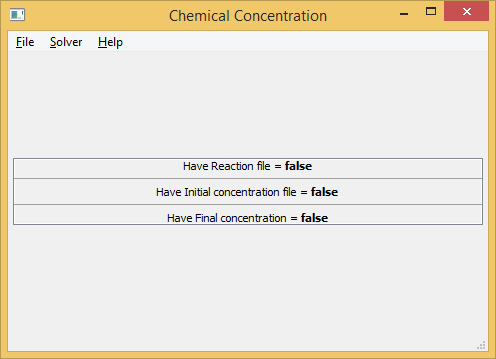 Chemical Concentration
File Solver Help
Have Reaction file = false
Have Initial concentration file = false
Have Final concentration = false